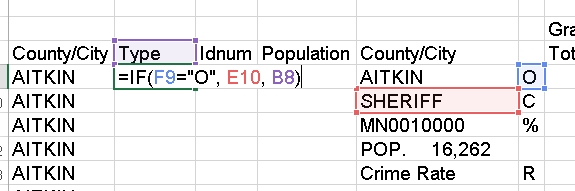 Gra
County/City Type Idnum Population County/City Tot
AITKIN =IF(F9="O", E10, B8) AITKIN O
AITKIN SHERIFF C
AITKIN MN0010000 %
AITKIN POP. 16,262
AITKIN Crime Rate R